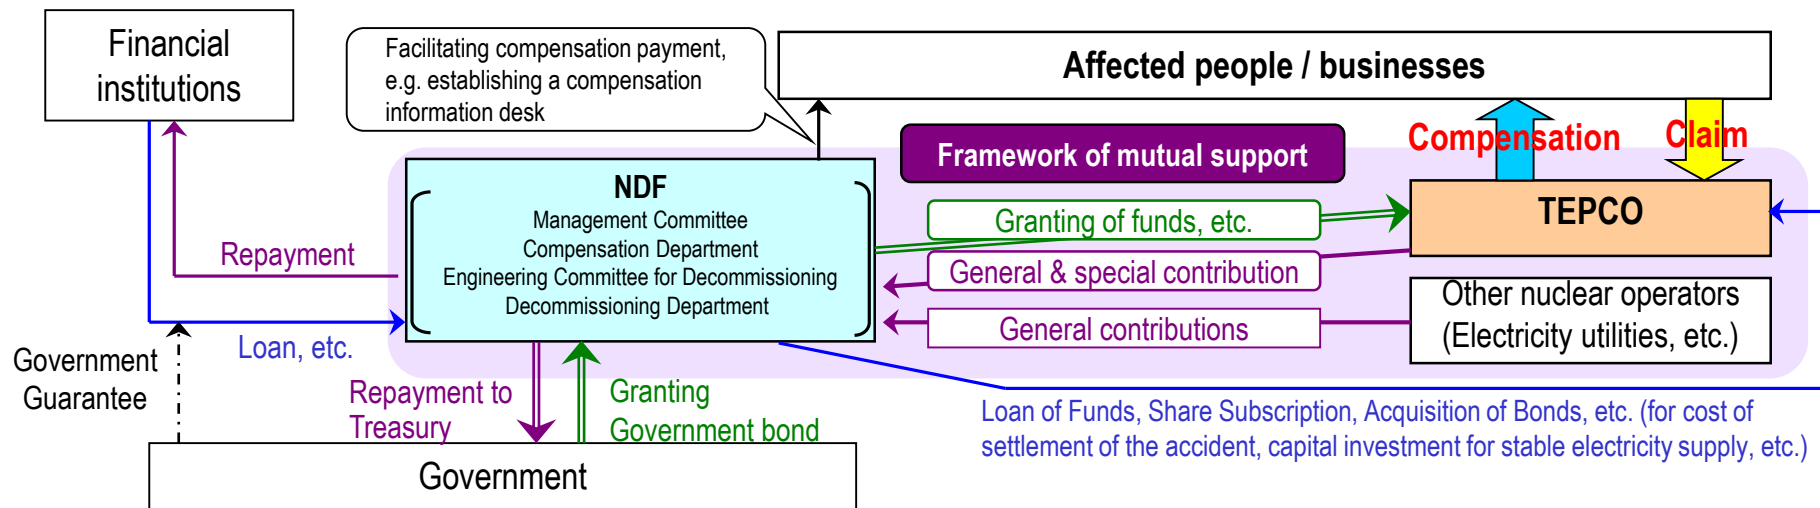 Financial
institutions
Facilitating compensation payment,
e.g. establishing a compensation
information desk
Affected people / businesses
Framework of mutual support
Compensation
Claim
NDF
Management Committee
Compensation Department
Engineering Committee for Decommissioning
Decommissioning Department
TEPCO
Granting of funds, etc.
General & special contribution
General contributions
Other nuclear operators
(Electricity utilities, etc.)
Repayment
Loan, etc.
Government
Guarantee
Repayment to
Treasury
Granting
Government bond
Loan of Funds, Share Subscription, Acquisition of Bonds, etc. (for cost of
settlement of the accident, capital investment for stable electricity supply, etc.)
Government